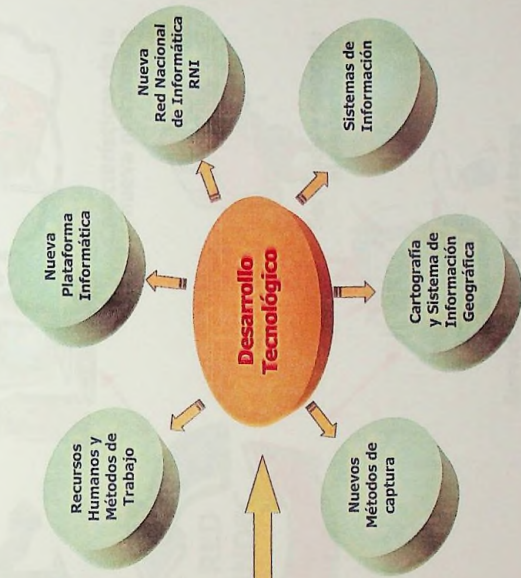 Recursos
Humanos y
Métodos de
Trabajo
Nueva
Plataforma
Informática
Nueva
Red Nacional
de Informática
RNI
Desarrollo
Tecnológico
Nuevos
Métodos de
captura
Cartografía
y Sistema de
Información
Geográfica
Sistemas de
Información